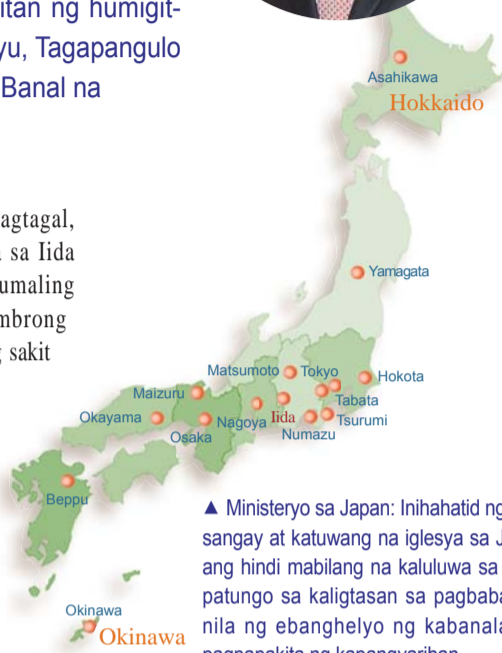 itan ng humigit-
yu, Tagapangulo
Banal na
agtagal,
sa Iida
umaling
mbrong
sakit
Asahikawa
Hokkaido
Yamagata
Matsumoto
Tokyo
Hokota
Maizuru
Tabata
Okayama
Nagoya
Iida
Tsurumi
Osaka
Numazu
Beppu
Okinawa
Okinawa
▲ Ministeryo sa Japan: Inihahatid ng
sangay at katuwang na iglesya sa J
ang hindi mabilang na kaluluwa sa
patungo sa kaligtasan sa pagbaba
nila ng ebanghelyo ng kabanala